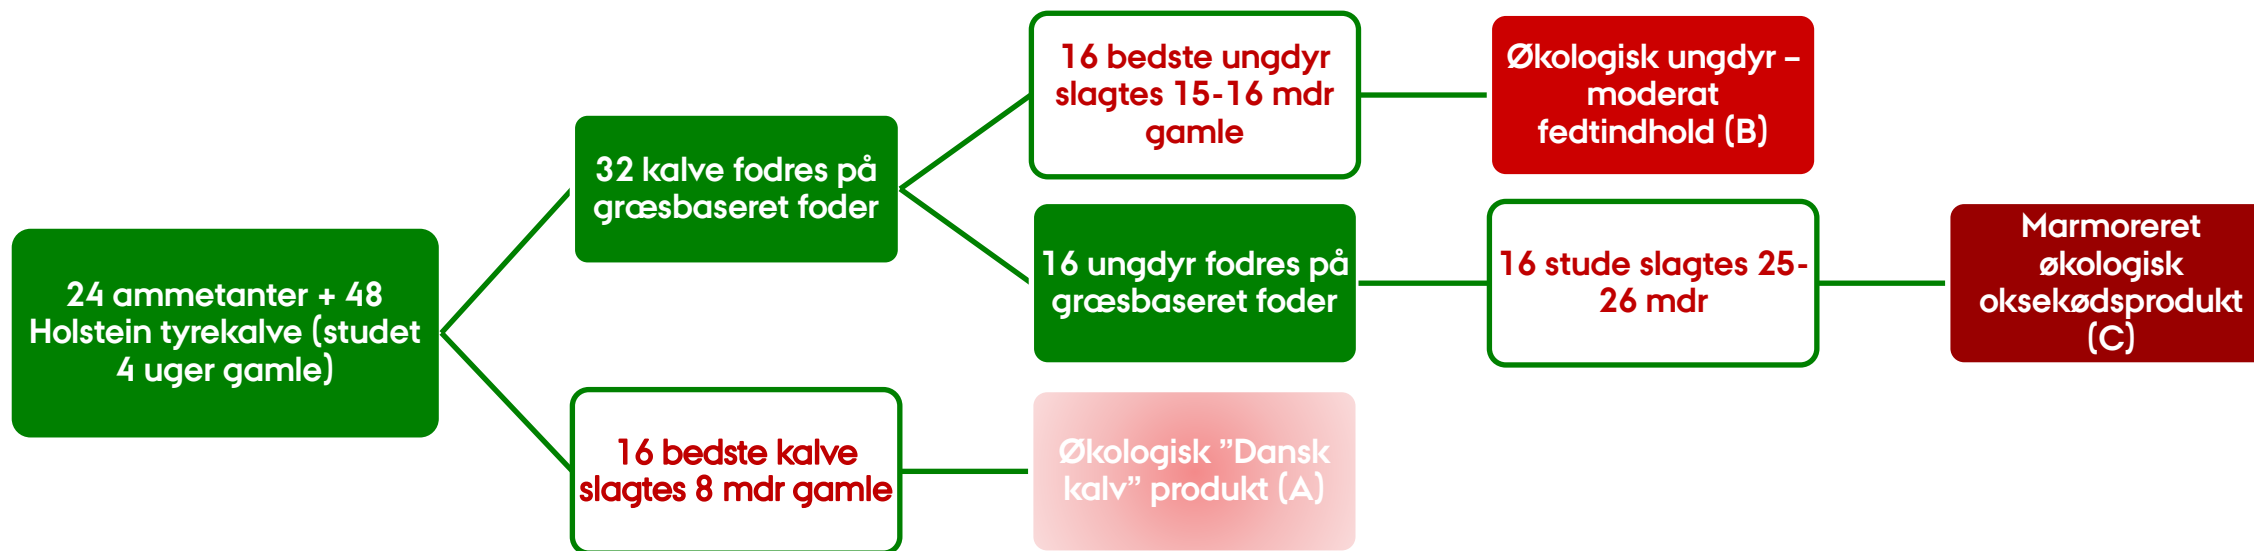 24 ammetanter + 48
Holstein tyrekalve (studet
4 uger gamle)
32 kalve fodres på
græsbaseret foder
16 bedste ungdyr
slagtes 15-16 mdr
gamle
Økologisk ungdyr –
moderat
fedtindhold (B)
16 ungdyr fodres på
græsbaseret foder
16 stude slagtes 25-
26 mdr
Marmoreret
økologisk
oksekødsprodukt
(C)
16 bedste kalve
slagtes 8 mdr gamle
Økologisk ”Dansk
kalv” produkt (A)